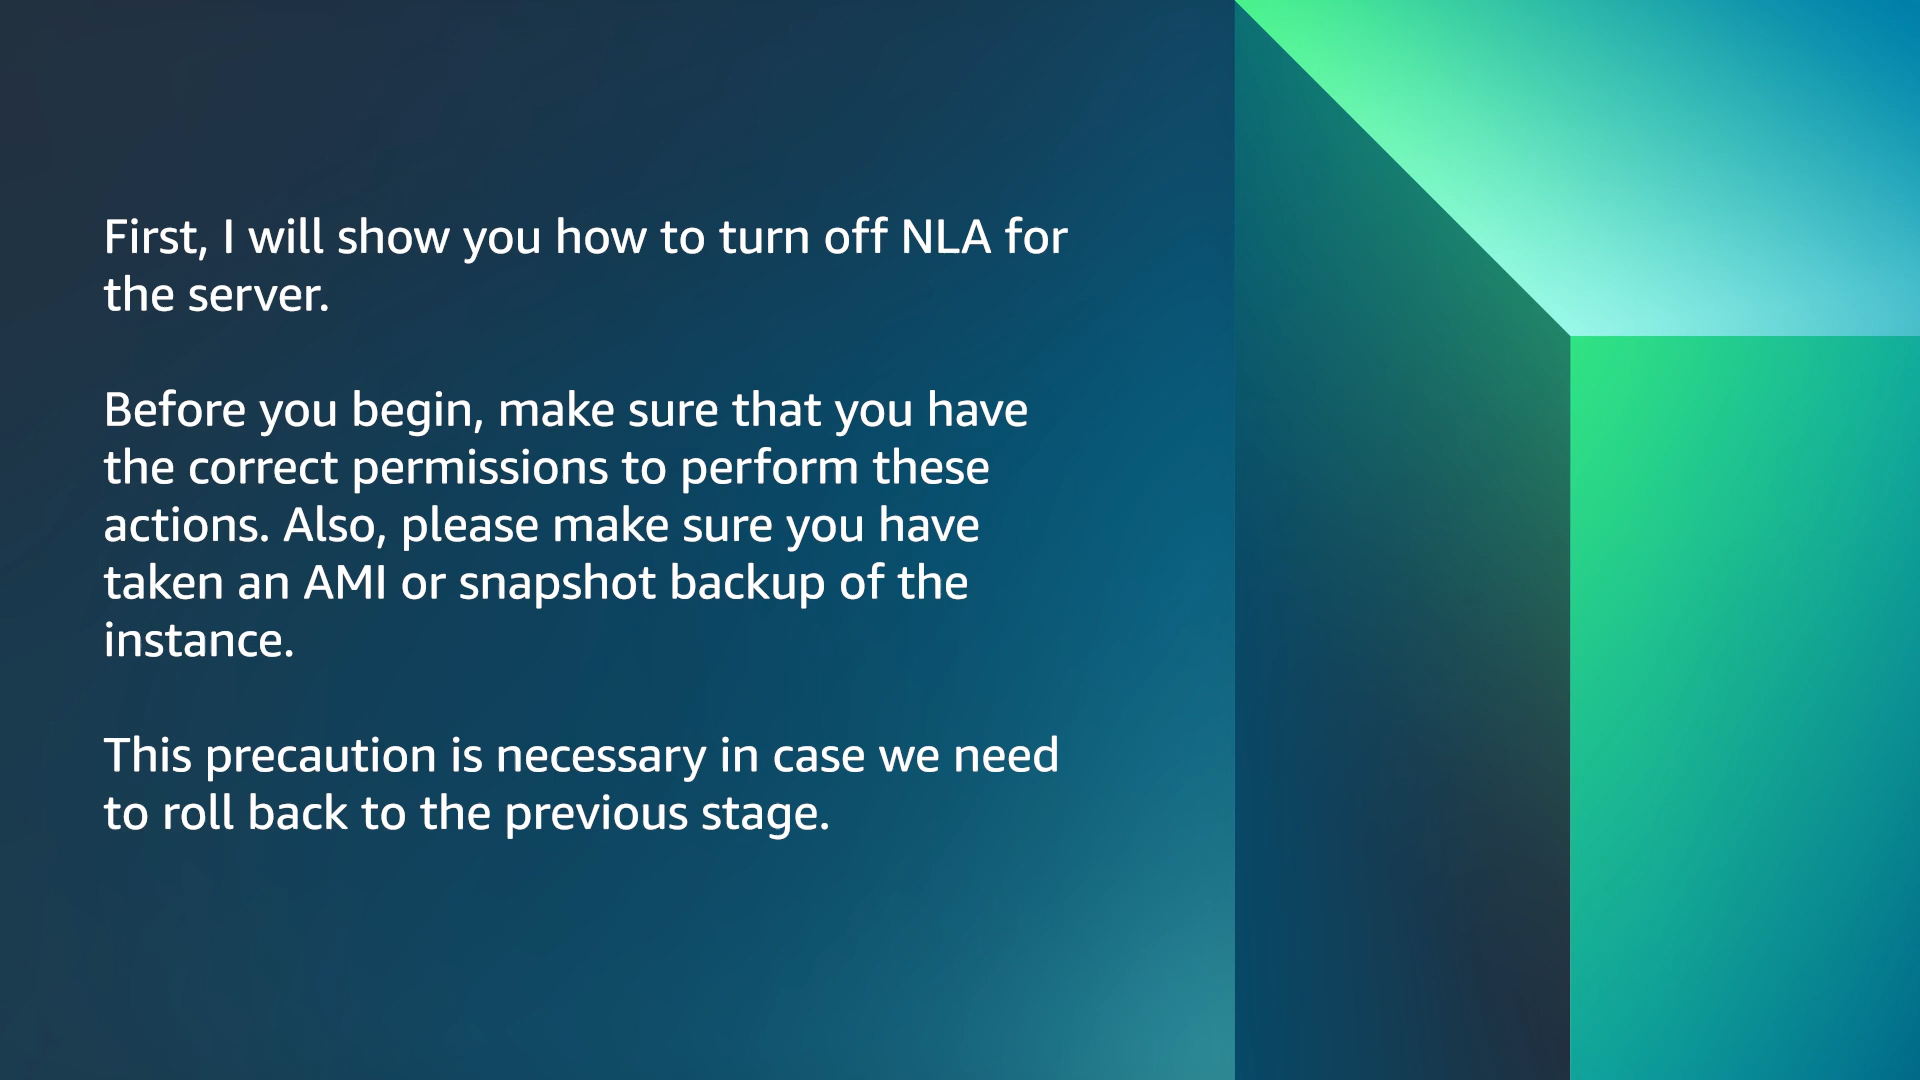 First, I will show you how to turn off NLA for
the server.
Before you begin, make sure that you have
the correct permissions to perform these
actions. Also, please make sure you have
taken an AMI or snapshot backup of the
instance.
This precaution is necessary in case we need
to roll back to the previous stage.